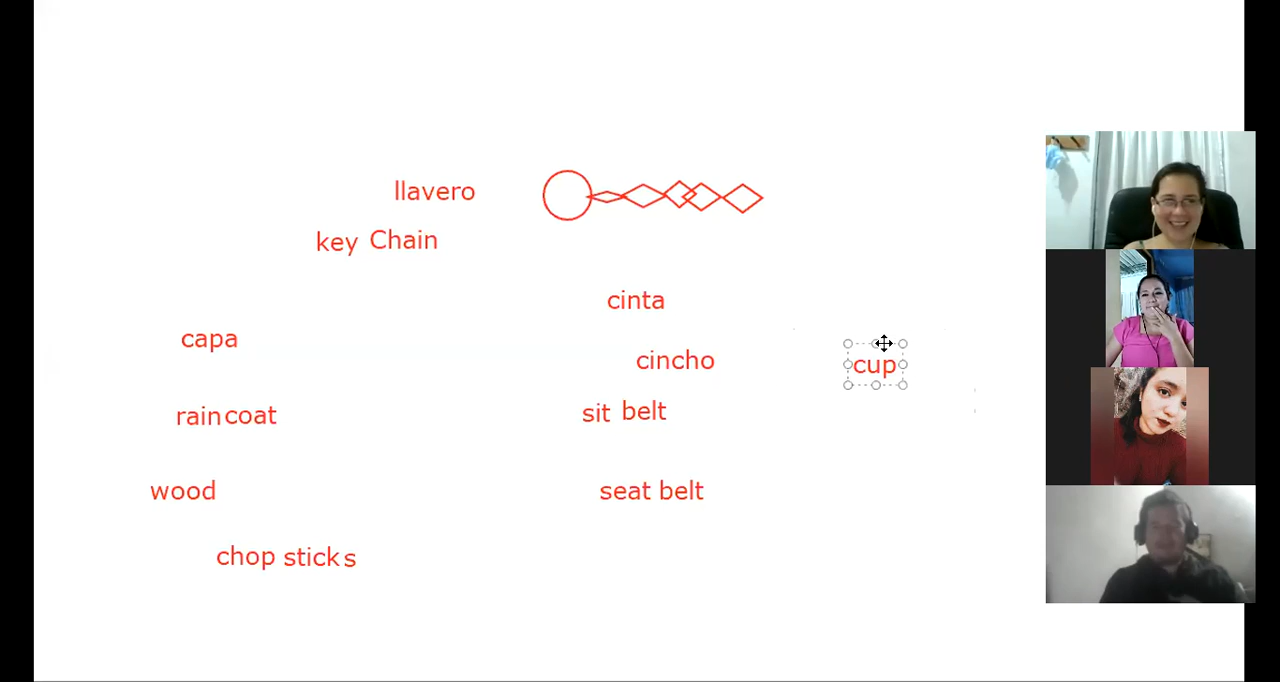 llavero
key Chain
cinta
capa
cincho
cup
rain coat
sit belt
wood
seat belt
chop sticks